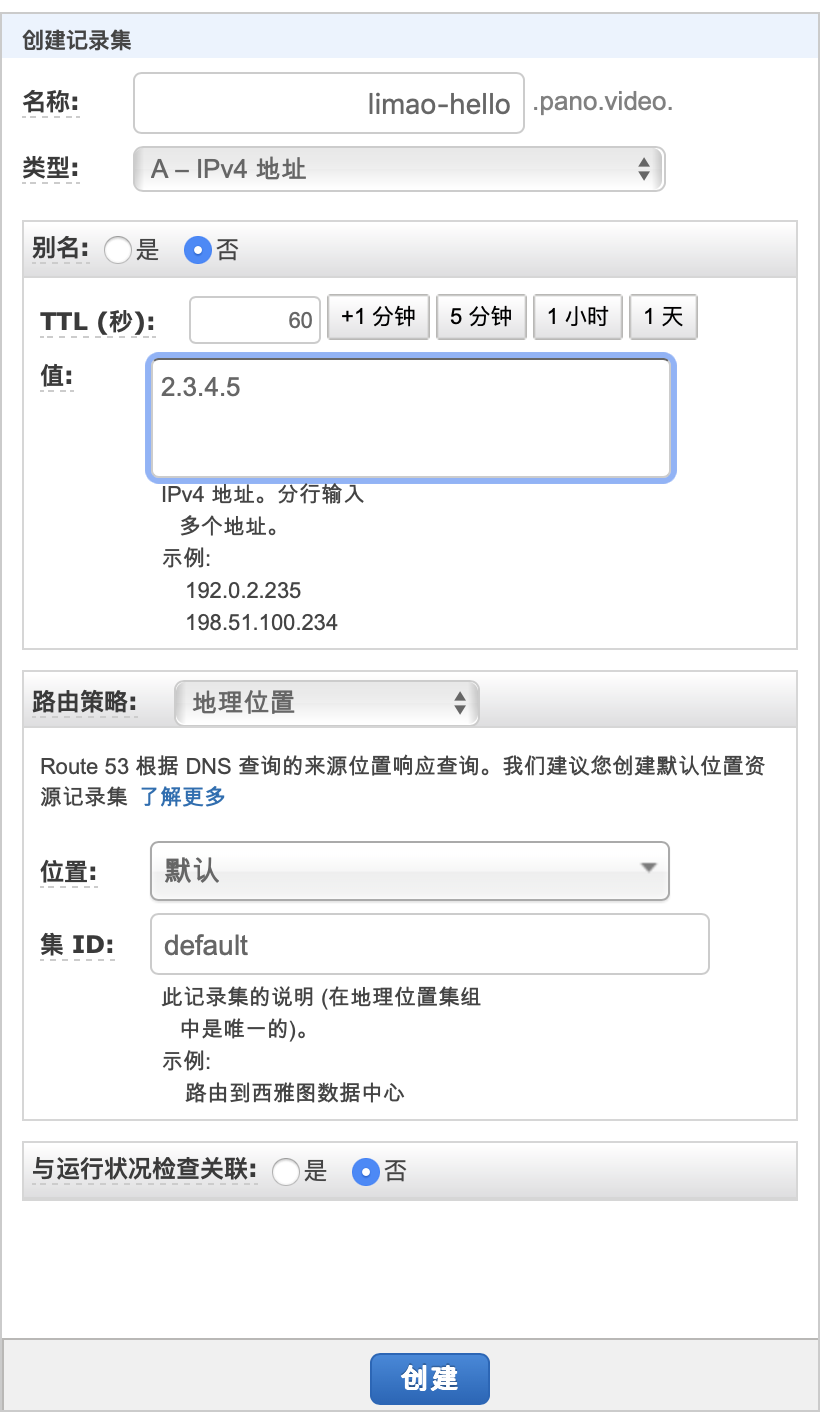 创建记录集
名称: limao-hello .pano.video.
类型: A – IPv4 地址
别名: 是 否
TTL (秒): 60 +1 分钟 5 分钟 1 小时 1 天
值: 2.3.4.5
IPv4 地址。分行输入
多个地址。
示例:
192.0.2.235
198.51.100.234
路由策略: 地理位置
Route 53 根据 DNS 查询的来源位置响应查询。我们建议您创建默认位置资
源记录集 了解更多
位置: 默认
集 ID: default
此记录集的说明 (在地理位置集组
中是唯一的)。
示例:
路由到西雅图数据中心
与运行状况检查关联: 是 否
创建